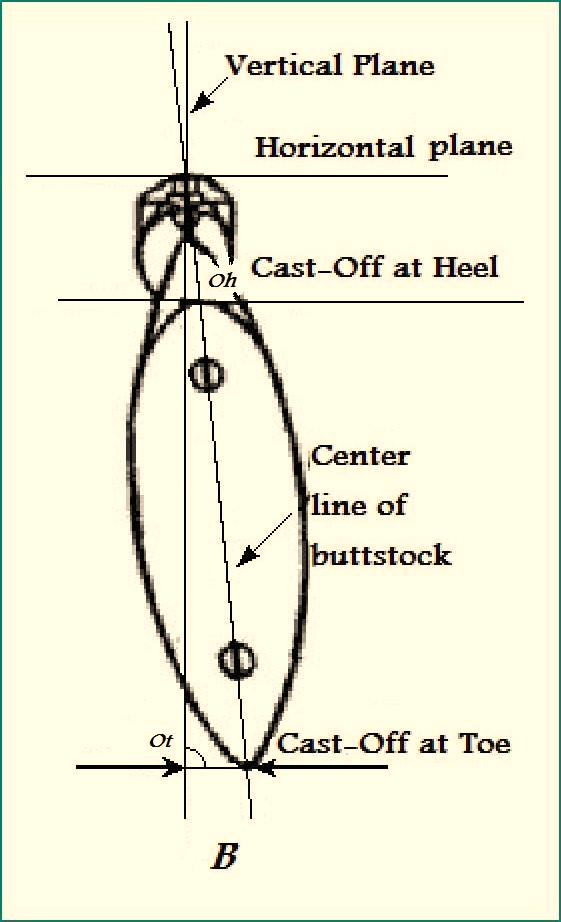 Vertical Plane
Horizontal plane
Cast-Off at Heel
Oh
Center
line of
buttstock
Ot
Cast-Off at Toe
B